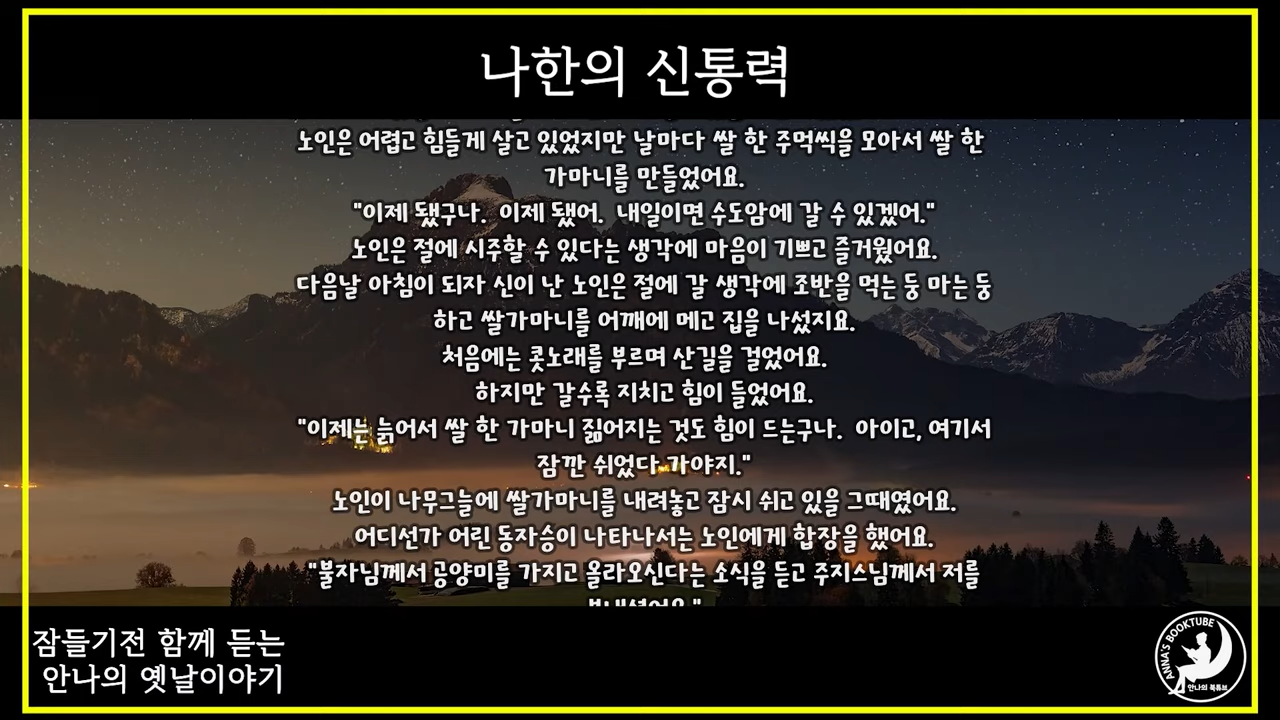 나한의 신통력
노인은 어렵고 힘들게 살고 있었지만 날마다 쌀 한 주먹씩을 모아서 쌀 한
가마니를 만들었어요.
"이제 됐구나. 이제 됐어. 내일이면 수도암에 갈 수 있겠어."
노인은 절에 시주할 수 있다는 생각에 마음이 기쁘고 즐거웠어요.
다음날 아침이 되자 신이 난 노인은 절에 갈 생각에 조반을 먹는 둥 마는 둥
하고 쌀가마니를 어깨에 메고 집을 나섰지요.
처음에는 콧노래를 부르며 산길을 걸었어요.
하지만 갈수록 지치고 힘이 들었어요.
"이제는 늙어서 쌀 한 가마니 짊어지는 것도 힘이 드는구나. 아이고, 여기서
잠깐 쉬었다 가야지."
노인이 나무그늘에 쌀가마니를 내려놓고 잠시 쉬고 있을 그때였어요.
어디선가 어린 동자승이 나타나서는 노인에게 합장을 했어요.
"불자님께서 공양미를 가지고 올라오신다는 소식을 듣고 주지스님께서 저를
잠들기전 함께 듣는
안나의 옛날이야기
ANNA'S BOOKTUBE
안나의 북튜브